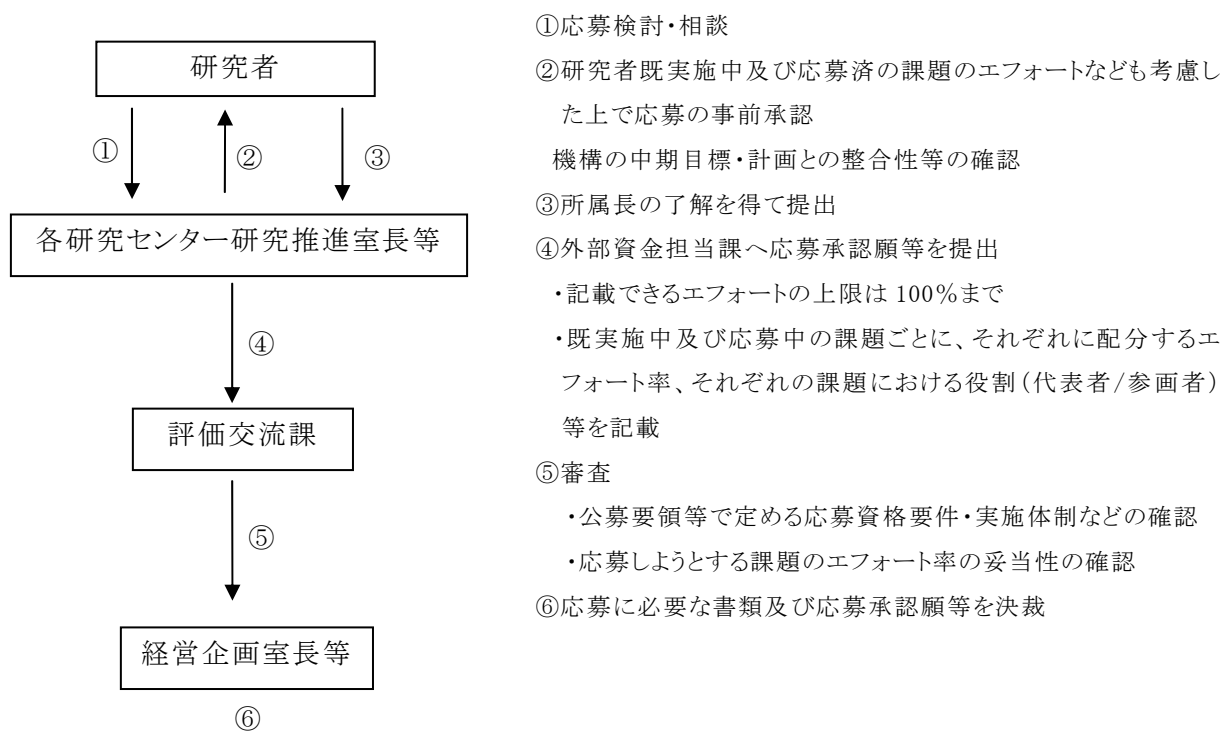 研究者
①
②
③
各研究センター研究推進室長等
④
評価交流課
⑤
経営企画室長等
⑥
①応募検討・相談
②研究者既実施中及び応募済の課題のエフォートなども考慮し
た上で応募の事前承認
機構の中期目標・計画との整合性等の確認
③所属長の了解を得て提出
④外部資金担当課へ応募承認願等を提出
・記載できるエフォートの上限は 100％まで
・既実施中及び応募中の課題ごとに、それぞれに配分するエ
フォート率、それぞれの課題における役割（代表者/参画者）
等を記載
⑤審査
・公募要領等で定める応募資格要件・実施体制などの確認
・応募しようとする課題のエフォート率の妥当性の確認
⑥応募に必要な書類及び応募承認願等を決裁